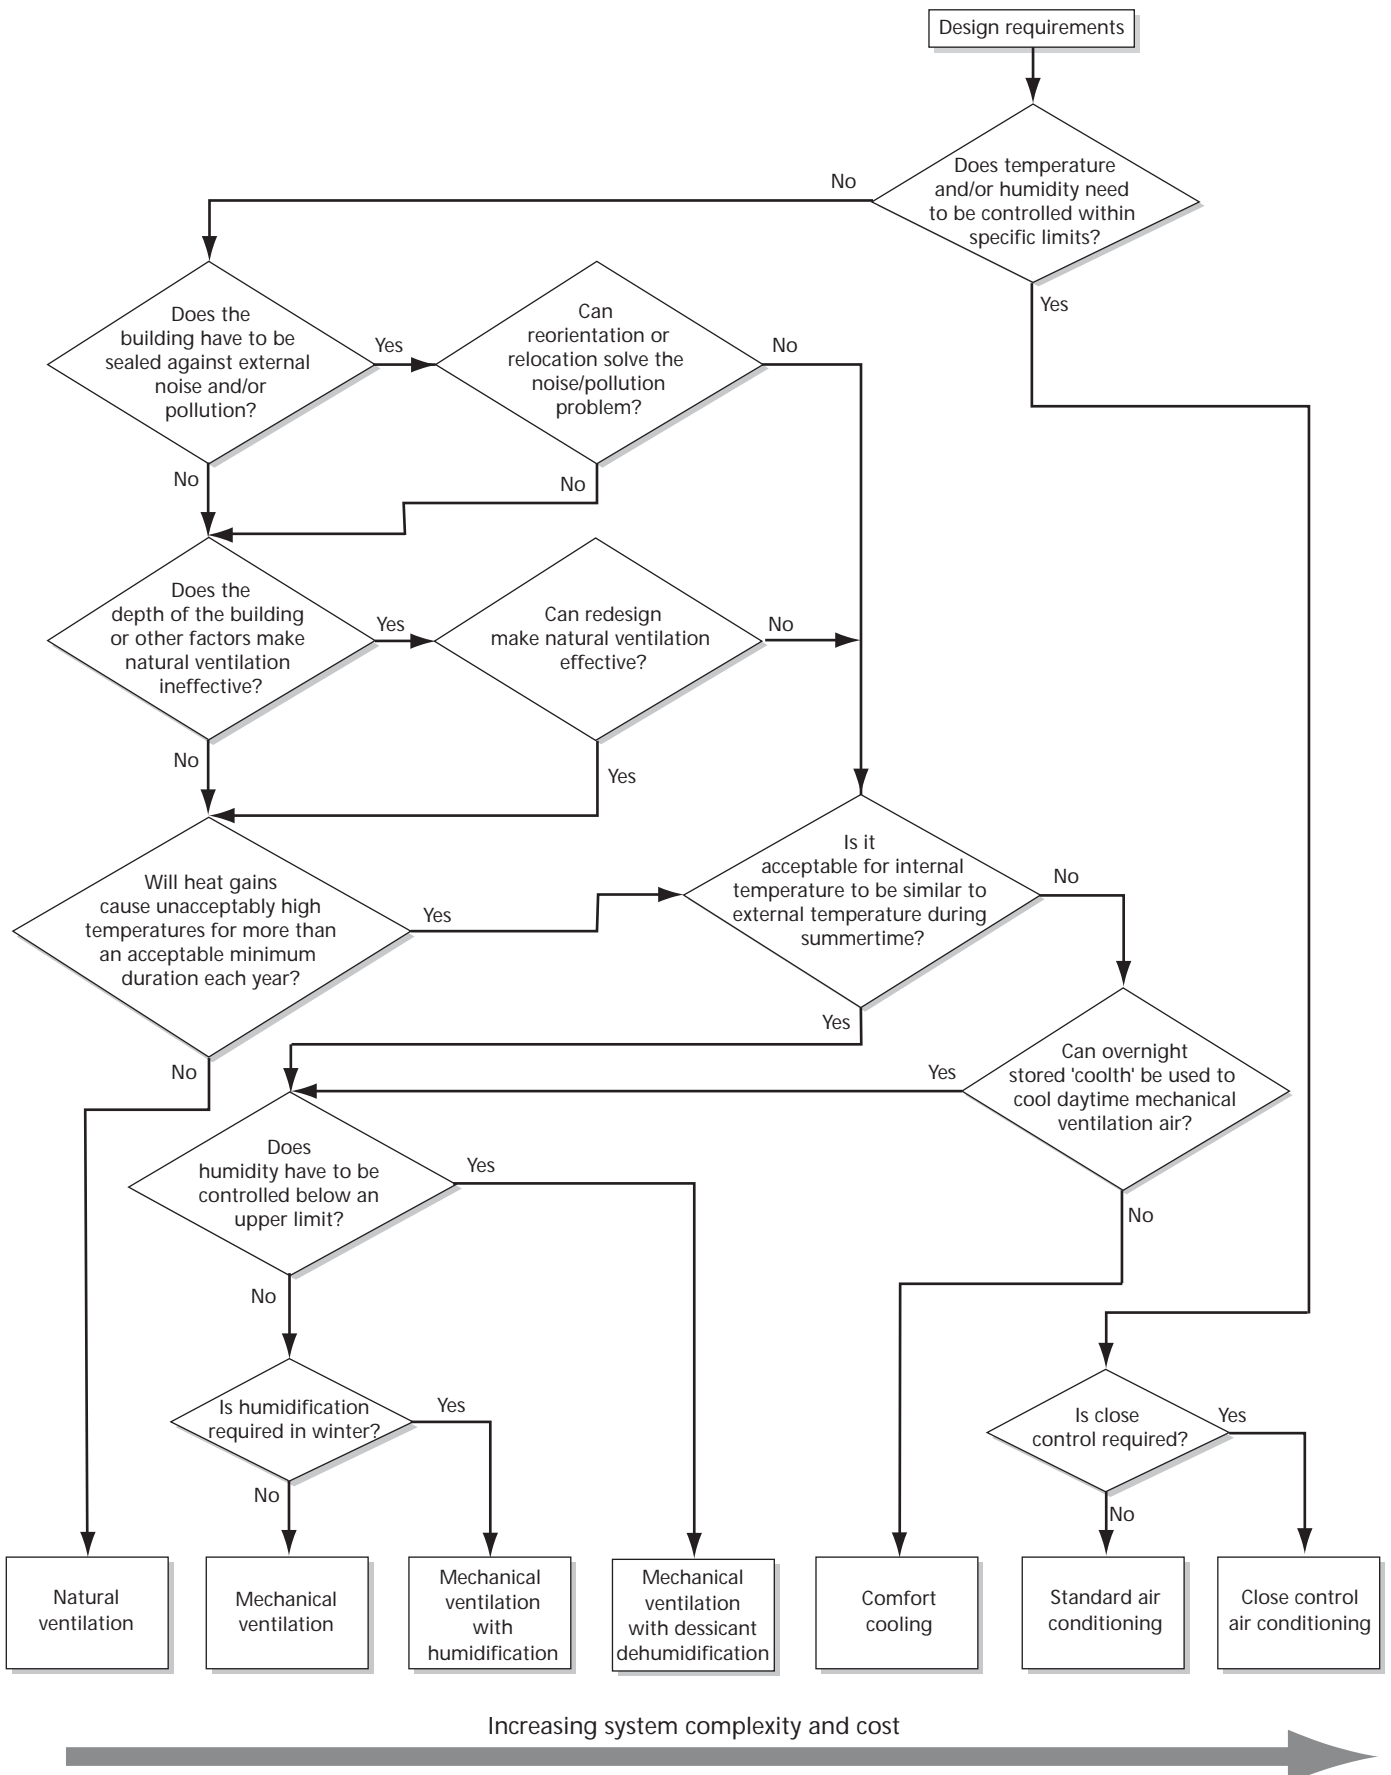 Design requirements
Does temperature
and/or humidity need
to be controlled within
specific limits?
No
Yes
Does the
building have to be
sealed against external
noise and/or
pollution?
Yes
No
Can
reorientation or
relocation solve the
noise/pollution
problem?
No
No
Does the
depth of the building
or other factors make
natural ventilation
ineffective?
Yes
No
Can redesign
make natural ventilation
effective?
No
Yes
Will heat gains
cause unacceptably high
temperatures for more than
an acceptable minimum
duration each year?
Yes
No
Is it
acceptable for internal
temperature to be similar to
external temperature during
summertime?
No
Yes
Can overnight
stored 'coolth' be used to
cool daytime mechanical
ventilation air?
Yes
No
Does
humidity have to be
controlled below an
upper limit?
Yes
No
Is humidification
required in winter?
Yes
No
Is close
control required?
Yes
No
Natural
ventilation
Mechanical
ventilation
Mechanical
ventilation
with
humidification
Mechanical
ventilation
with dessicant
dehumidification
Comfort
cooling
Standard air
conditioning
Close control
air conditioning
Increasing system complexity and cost